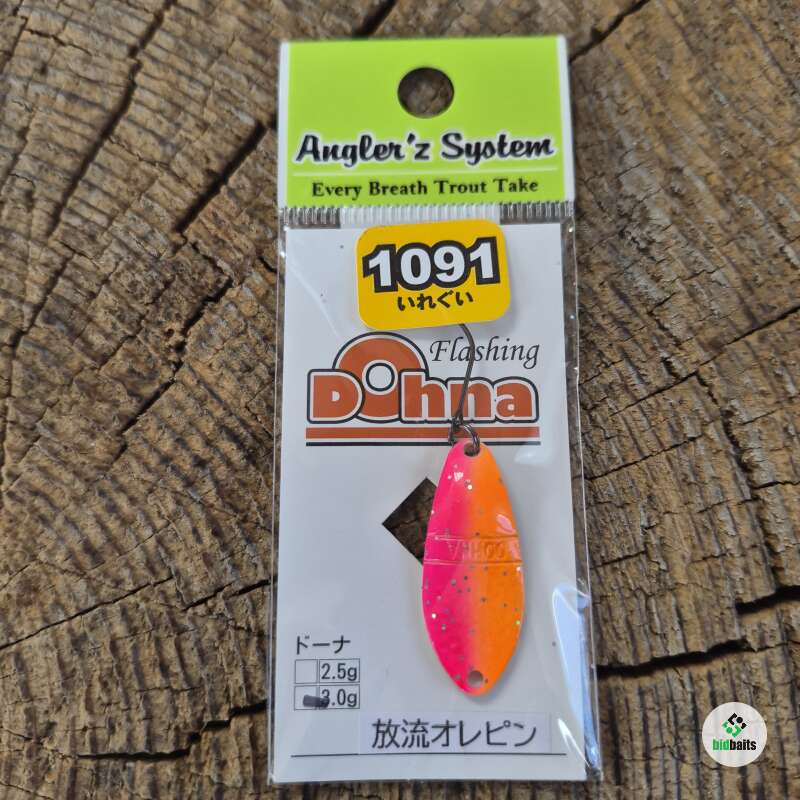 Angler'z System
Every Breath Trout Take
1091
いれぐい
Flashing
Dohna
DOHNA
ドーナ
2.5g
3.0g
放流オレピン
bidbaits